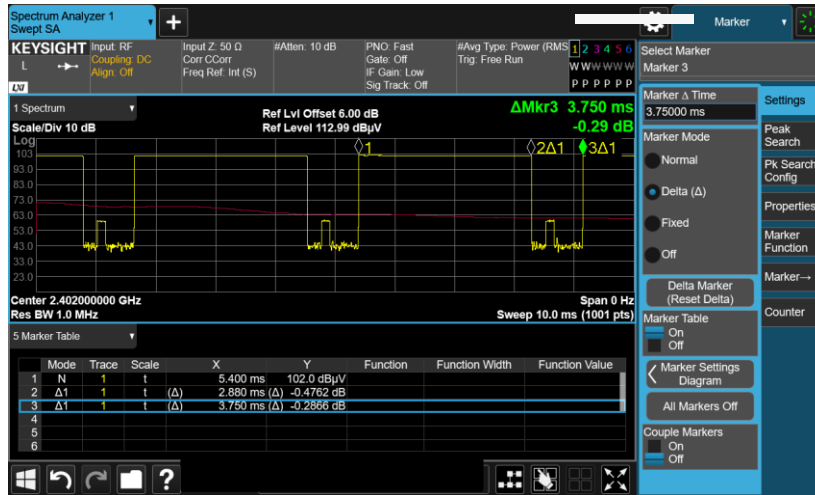 Spectrum Analyzer 1
Swept SA
+
Marker
KEYSIGHT
L
LXI
Input: RF
Coupling: DC
Align: Off
Input Z: 50 Ω
Corr CCorr
Freq Ref: Int (S)
#Atten: 10 dB
PNO: Fast
Gate: Off
IF Gain: Low
Sig Track: Off
#Avg Type: Power (RMS
Trig: Free Run
1 2 3 4 5 6
W W W W W W
P P P P P P
Select Marker
Marker 3
1 Spectrum
Scale/Div 10 dB
Ref Lvl Offset 6.00 dB
Ref Level 112.99 dBµV
ΔMkr3 3.750 ms
-0.29 dB
Log
103
93.0
83.0
73.0
63.0
53.0
43.0
33.0
23.0
1
2Δ1
3Δ1
Center 2.402000000 GHz
Res BW 1.0 MHz
Span 0 Hz
Sweep 10.0 ms (1001 pts)
5 Marker Table
Mode Trace Scale X Y Function Function Width Function Value
1 N 1 t 5.400 ms 102.0 dBµV
2 Δ1 1 t (Δ) 2.880 ms (Δ) -0.4762 dB
3 Δ1 1 t (Δ) 3.750 ms (Δ) -0.2866 dB
4
5
6
?
Marker Δ Time
3.75000 ms
Marker Mode
Normal
Delta (Δ)
Fixed
Off
Delta Marker
(Reset Delta)
Marker Table
On
Off
Marker Settings
Diagram
All Markers Off
Couple Markers
On
Off
Settings
Peak
Search
Pk Search
Config
Properties
Marker
Function
Marker→
Counter